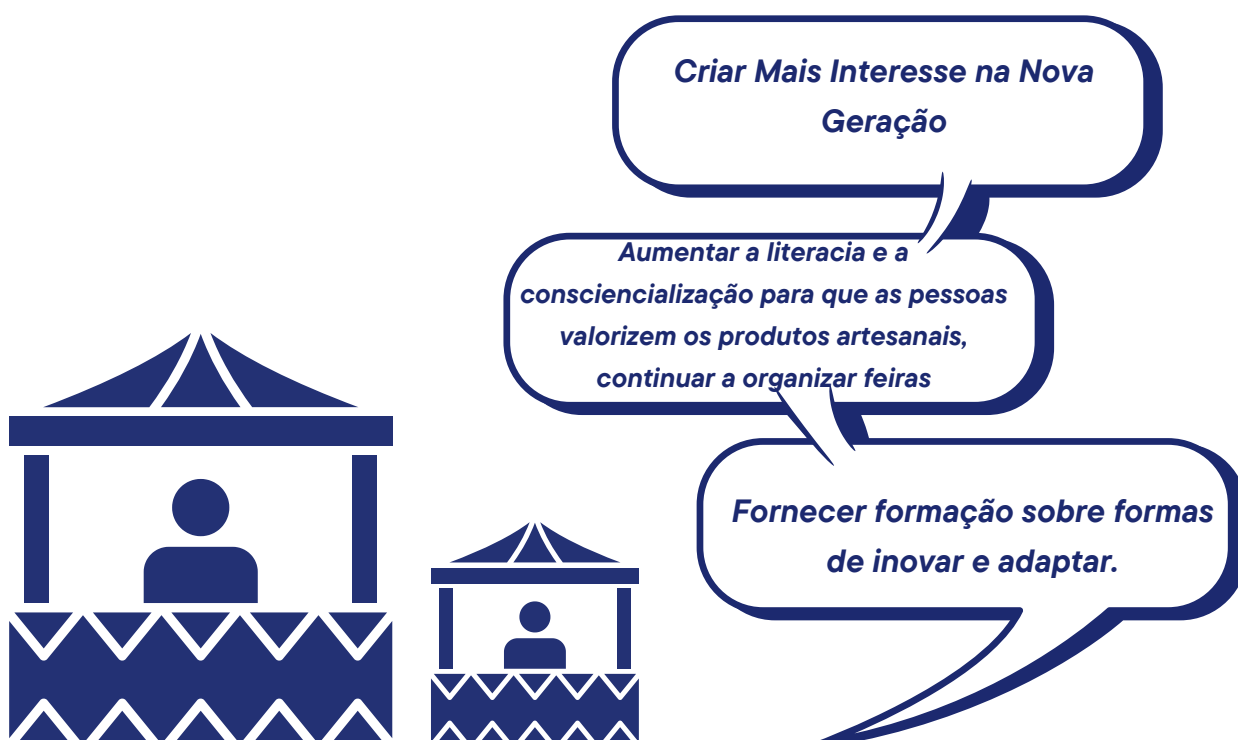 Criar Mais Interesse na Nova
Geração
Aumentar a literacia e a
consciencialização para que as pessoas
valorizem os produtos artesanais,
continuar a organizar feiras
Fornecer formação sobre formas
de inovar e adaptar.